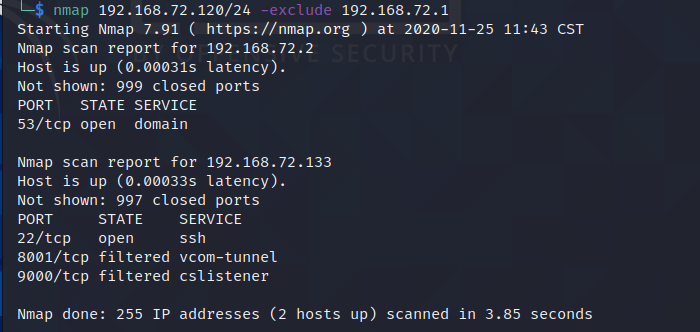 └─$ nmap 192.168.72.120/24 -exclude 192.168.72.1
Starting Nmap 7.91 ( https://nmap.org ) at 2020-11-25 11:43 CST
Nmap scan report for 192.168.72.2
Host is up (0.00031s latency).
Not shown: 999 closed ports
PORT   STATE SERVICE
53/tcp open  domain

Nmap scan report for 192.168.72.133
Host is up (0.00033s latency).
Not shown: 997 closed ports
PORT     STATE    SERVICE
22/tcp   open     ssh
8001/tcp filtered vcom-tunnel
9000/tcp filtered cslistener

Nmap done: 255 IP addresses (2 hosts up) scanned in 3.85 seconds